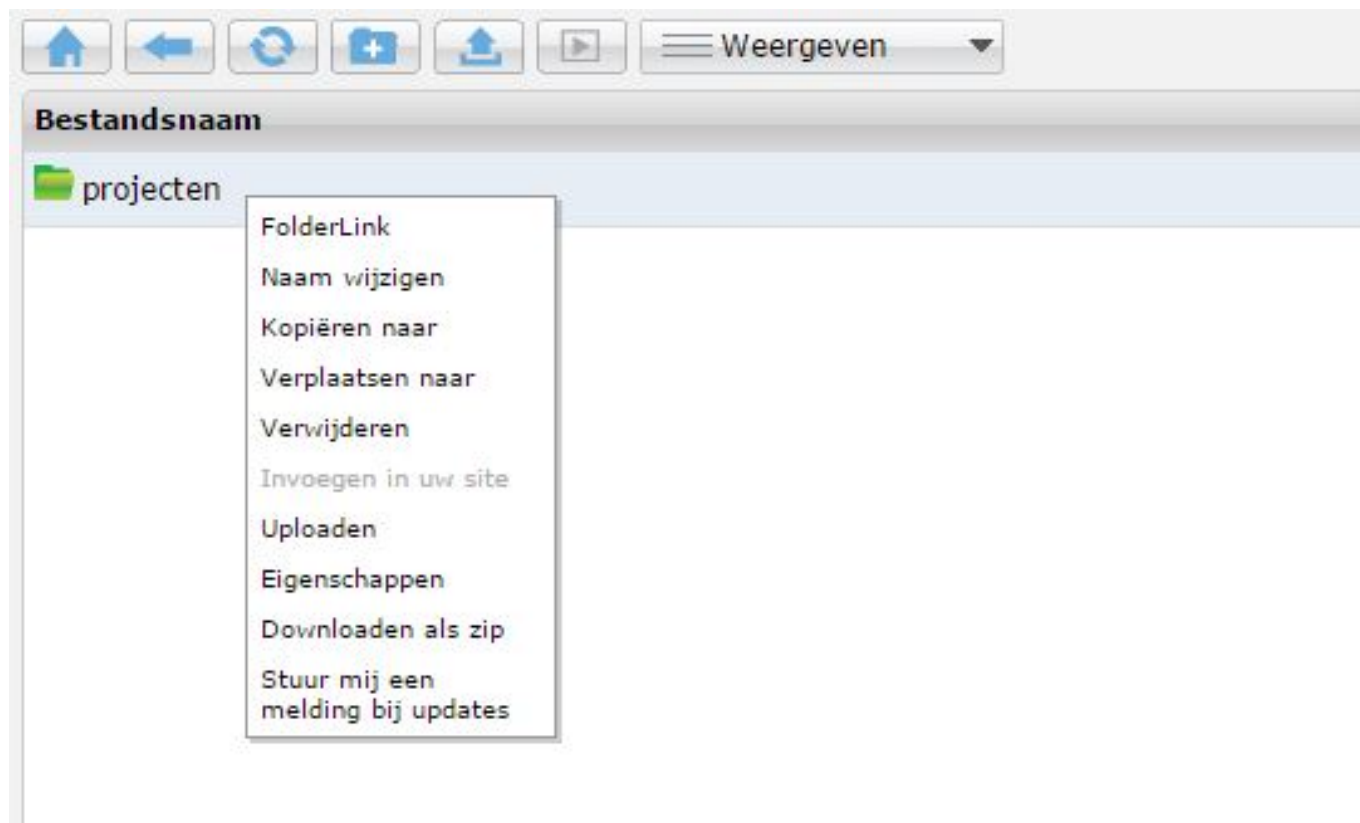 Weergeven
Bestandsnaam
projecten
FolderLink
Naam wijzigen
Kopiëren naar
Verplaatsen naar
Verwijderen
Invoegen in uw site
Uploaden
Eigenschappen
Downloaden als zip
Stuur mij een
melding bij updates